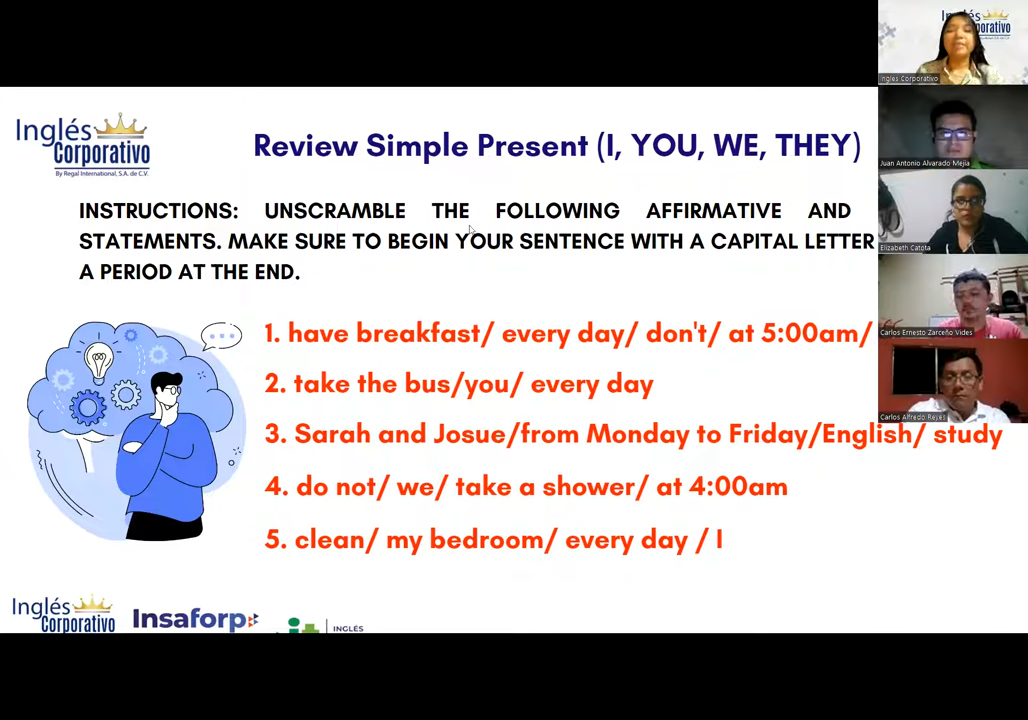 Inglés
Corporativo
By Regal International, S.A. de C.V.
Review Simple Present (I, YOU, WE, THEY)
INSTRUCTIONS: UNSCRAMBLE THE FOLLOWING AFFIRMATIVE AND
STATEMENTS. MAKE SURE TO BEGIN YOUR SENTENCE WITH A CAPITAL LETTER
A PERIOD AT THE END.
1. have breakfast/ every day/ don't/ at 5:00am/
2. take the bus/you/ every day
3. Sarah and Josue/from Monday to Friday/English/ study
4. do not/ we/ take a shower/ at 4:00am
5. clean/ my bedroom/ every day / I
Inglés
Corporativo
Insaforp
INGLÉS
Inglés Corporativo
Juan Antonio Alvarado Mejía
Elizabeth Catota
Carlos Ernesto Zarceño Vides
Carlos Alfredo Reyes